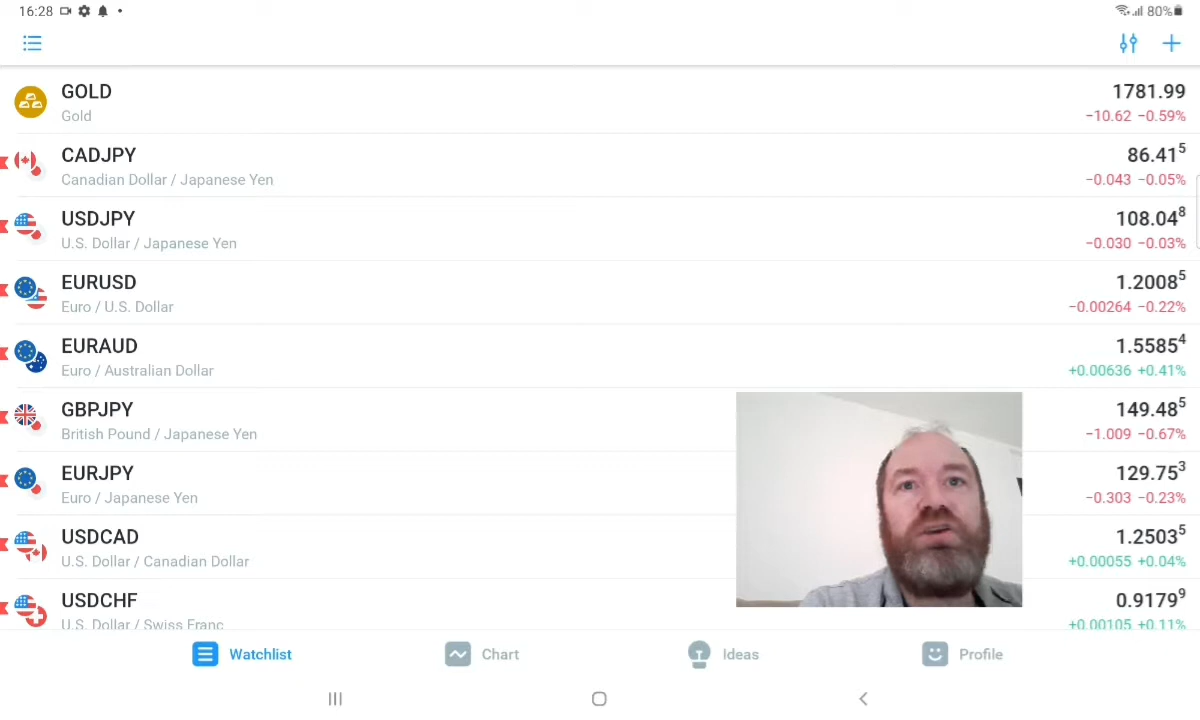 16:28
80%
GOLD
1781.99
Gold
−10.62 −0.59%
CADJPY
86.41⁵
Canadian Dollar / Japanese Yen
−0.043 −0.05%
USDJPY
108.04⁸
U.S. Dollar / Japanese Yen
−0.030 −0.03%
EURUSD
1.2008⁵
Euro / U.S. Dollar
−0.00264 −0.22%
EURAUD
1.5585⁴
Euro / Australian Dollar
+0.00636 +0.41%
GBPJPY
149.48⁵
British Pound / Japanese Yen
−1.009 −0.67%
EURJPY
129.75³
Euro / Japanese Yen
−0.303 −0.23%
USDCAD
1.2503⁵
U.S. Dollar / Canadian Dollar
+0.00055 +0.04%
USDCHF
0.9179⁹
U.S. Dollar / Swiss Franc
+0.00105 +0.11%
Watchlist
Chart
Ideas
Profile